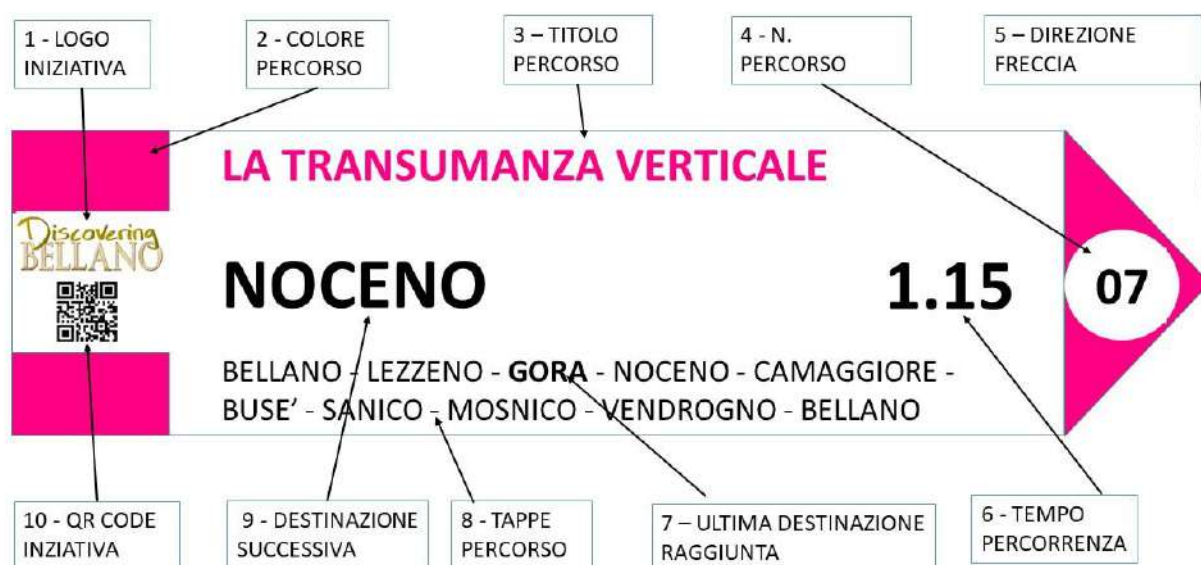 1 - LOGO
INIZIATIVA
2 - COLORE
PERCORSO
3 – TITOLO
PERCORSO
4 - N.
PERCORSO
5 – DIREZIONE
FRECCIA
LA TRANSUMANZA VERTICALE
Discovering
BELLANO
NOCENO
1.15
07
BELLANO - LEZZENO - GORA - NOCENO - CAMAGGIORE -
BUSE’ - SANICO - MOSNICO - VENDROGNO - BELLANO
10 - QR CODE
INZIATIVA
9 - DESTINAZIONE
SUCCESSIVA
8 - TAPPE
PERCORSO
7 – ULTIMA DESTINAZIONE
RAGGIUNTA
6 - TEMPO
PERCORRENZA